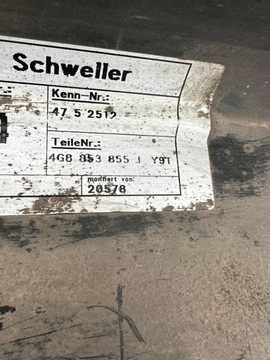 Schweller
Kenn-Nr.:
47 5 2512
TeileNr.:
4G8 853 855 J Y9T
montiert von:
20578